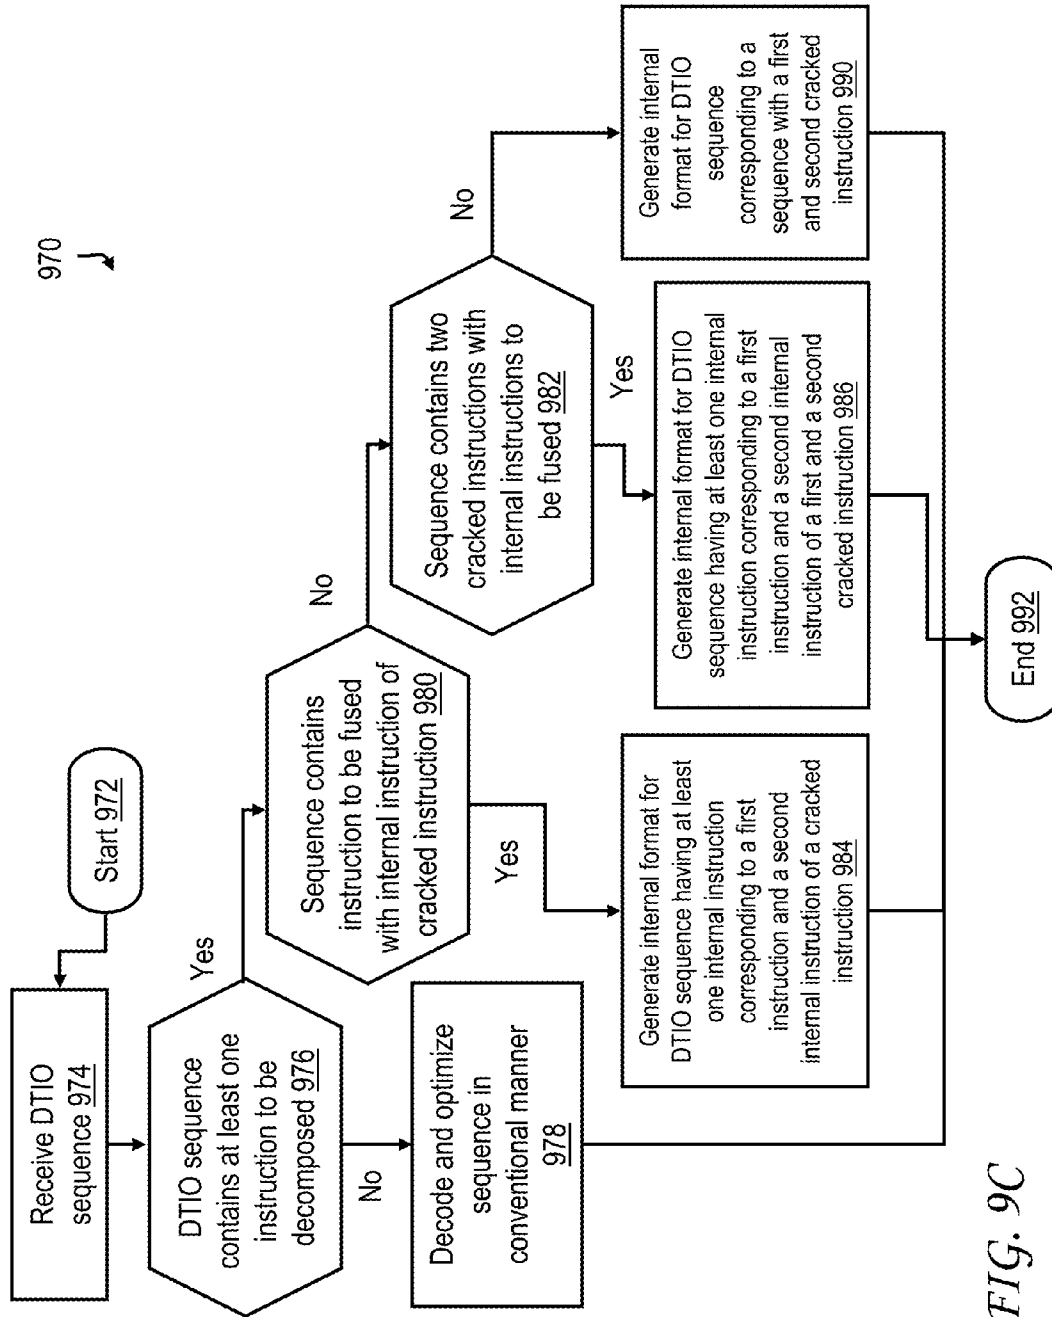 970
Start 972
Receive DTIO
sequence 974
DTIO sequence
contains at least one
instruction to be
decomposed 976
Yes
No
Decode and optimize
sequence in
conventional manner
978
Sequence contains
instruction to be fused
with internal instruction of
cracked instruction 980
No
Yes
Generate internal format for
DTIO sequence having at least
one internal instruction
corresponding to a first
instruction and a second
internal instruction of a cracked
instruction 984
Sequence contains two
cracked instructions with
internal instructions to
be fused 982
No
Yes
Generate internal format for DTIO
sequence having at least one internal
instruction corresponding to a first
instruction and a second internal
instruction of a first and a second
cracked instruction 986
Generate internal
format for DTIO
sequence
corresponding to a
sequence with a first
and second cracked
instruction 990
End 992
FIG. 9C